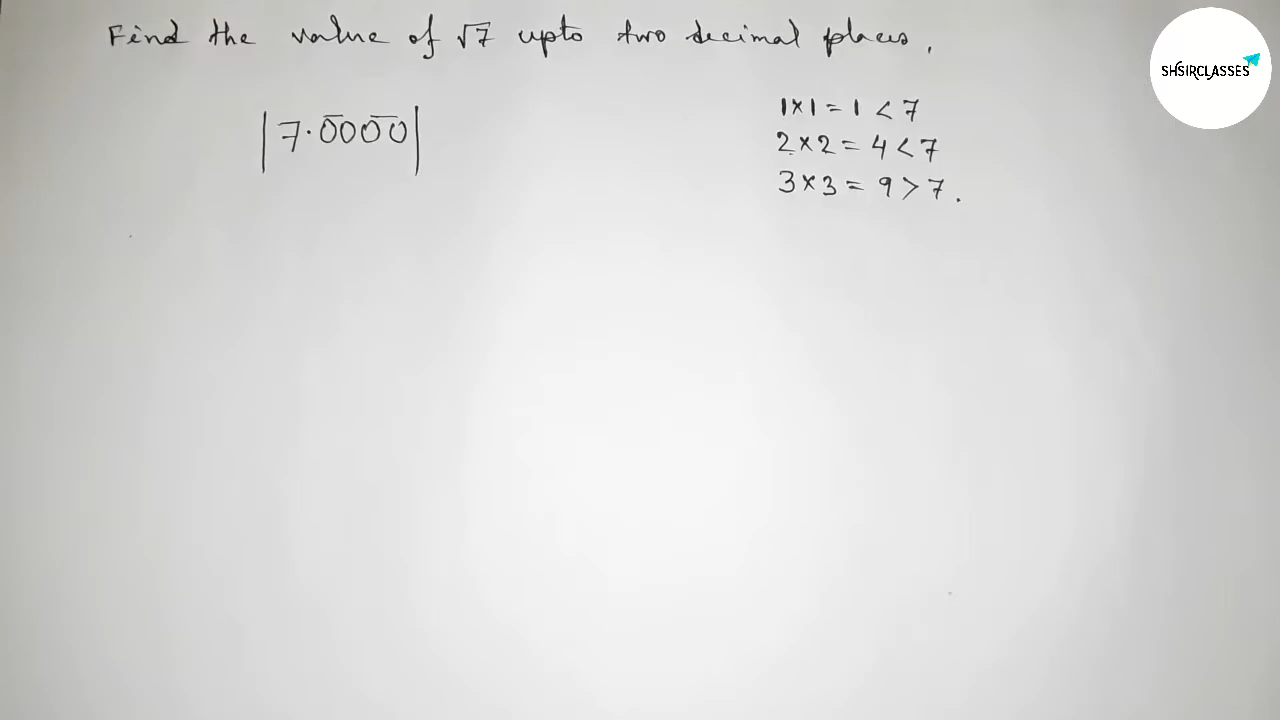 Find the value of √7 upto two decimal places.
SHSIRCLASSES
|7.0000|
1×1 = 1 < 7
2×2 = 4 < 7
3×3 = 9 > 7.